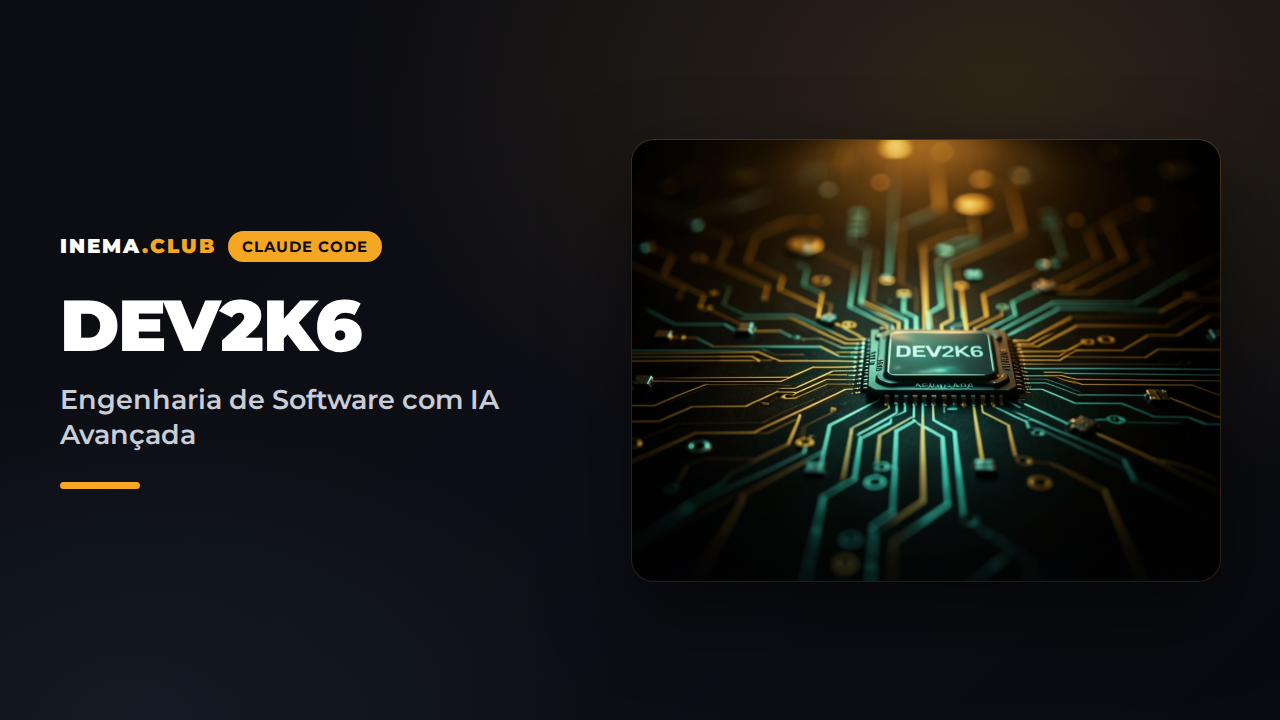 INEMA.CLUB
CLAUDE CODE
DEV2K6
Engenharia de Software com IA
Avançada
DEV2K6